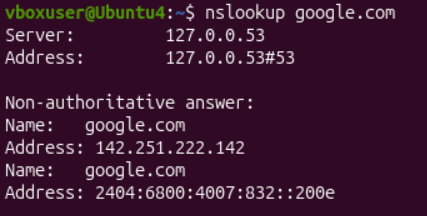 vboxuser@Ubuntu4:~$ nslookup google.com
Server:         127.0.0.53
Address:        127.0.0.53#53

Non-authoritative answer:
Name:   google.com
Address: 142.251.222.142
Name:   google.com
Address: 2404:6800:4007:832::200e